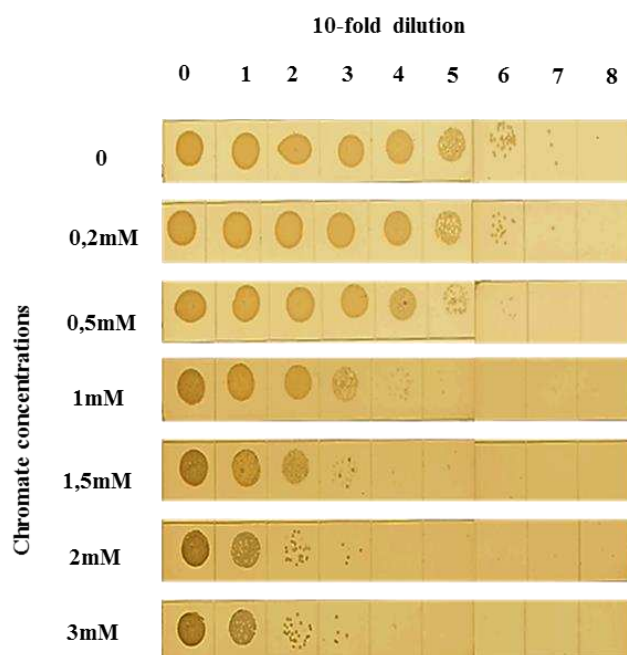 10-fold dilution
0 1 2 3 4 5 6 7 8
Chromate concentrations
0
0,2mM
0,5mM
1mM
1,5mM
2mM
3mM